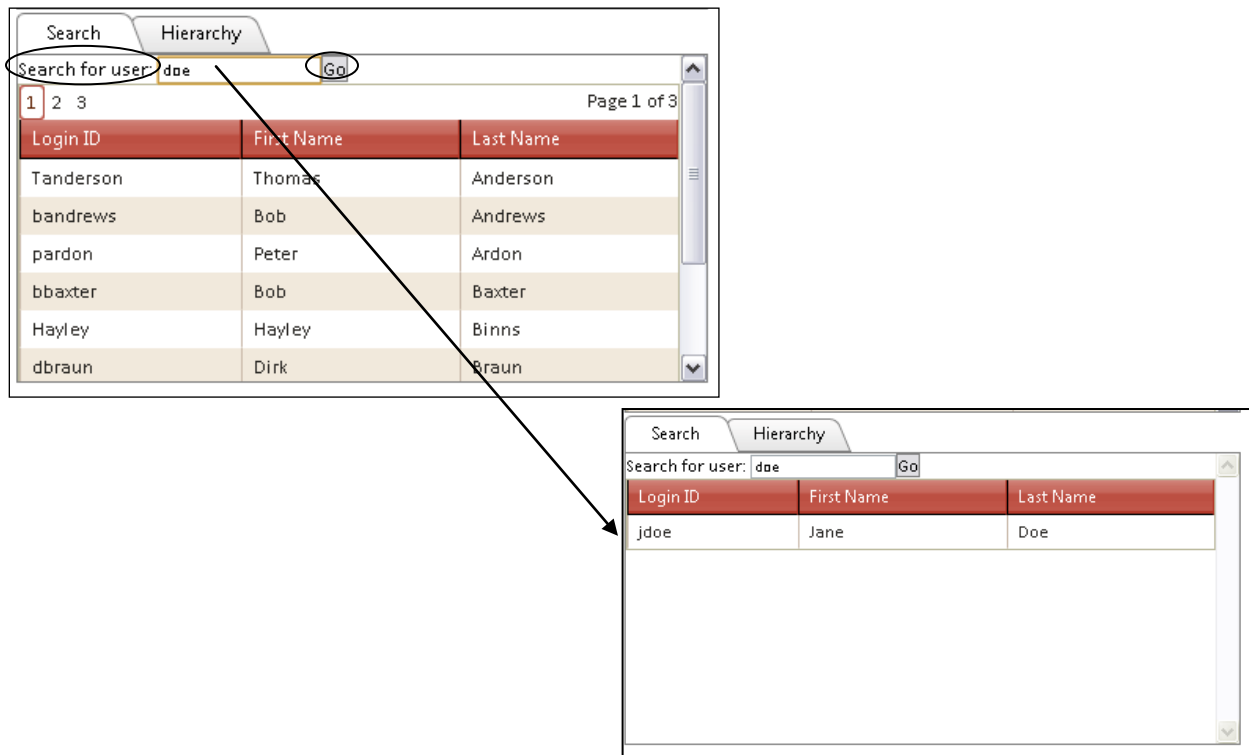 Search Hierarchy
Search for user: doe Go
1 2 3 Page 1 of 3
Login ID First Name Last Name
Tanderson Thomas Anderson
bandrews Bob Andrews
pardon Peter Ardon
bbaxter Bob Baxter
Hayley Hayley Binns
dbraun Dirk Braun
Search Hierarchy
Search for user: doe Go
Login ID First Name Last Name
jdoe Jane Doe